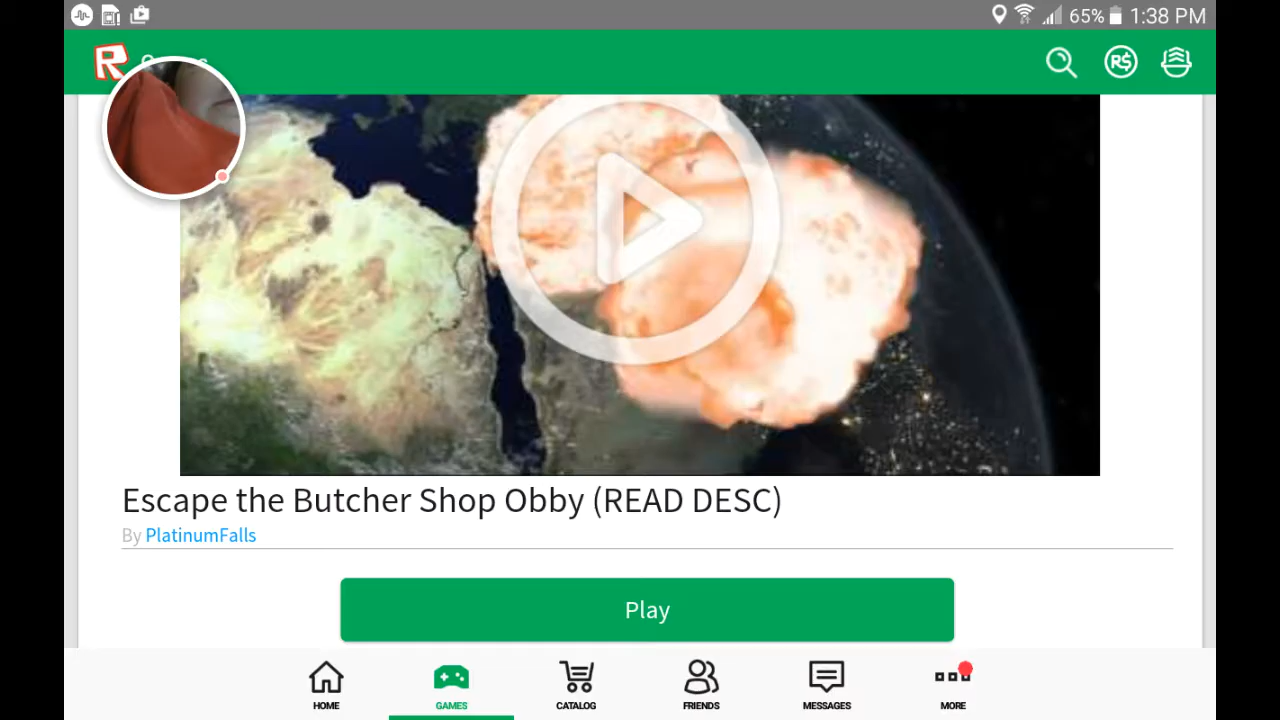 65% 1:38 PM
R$
Escape the Butcher Shop Obby (READ DESC)
By PlatinumFalls
Play
HOME GAMES CATALOG FRIENDS MESSAGES MORE